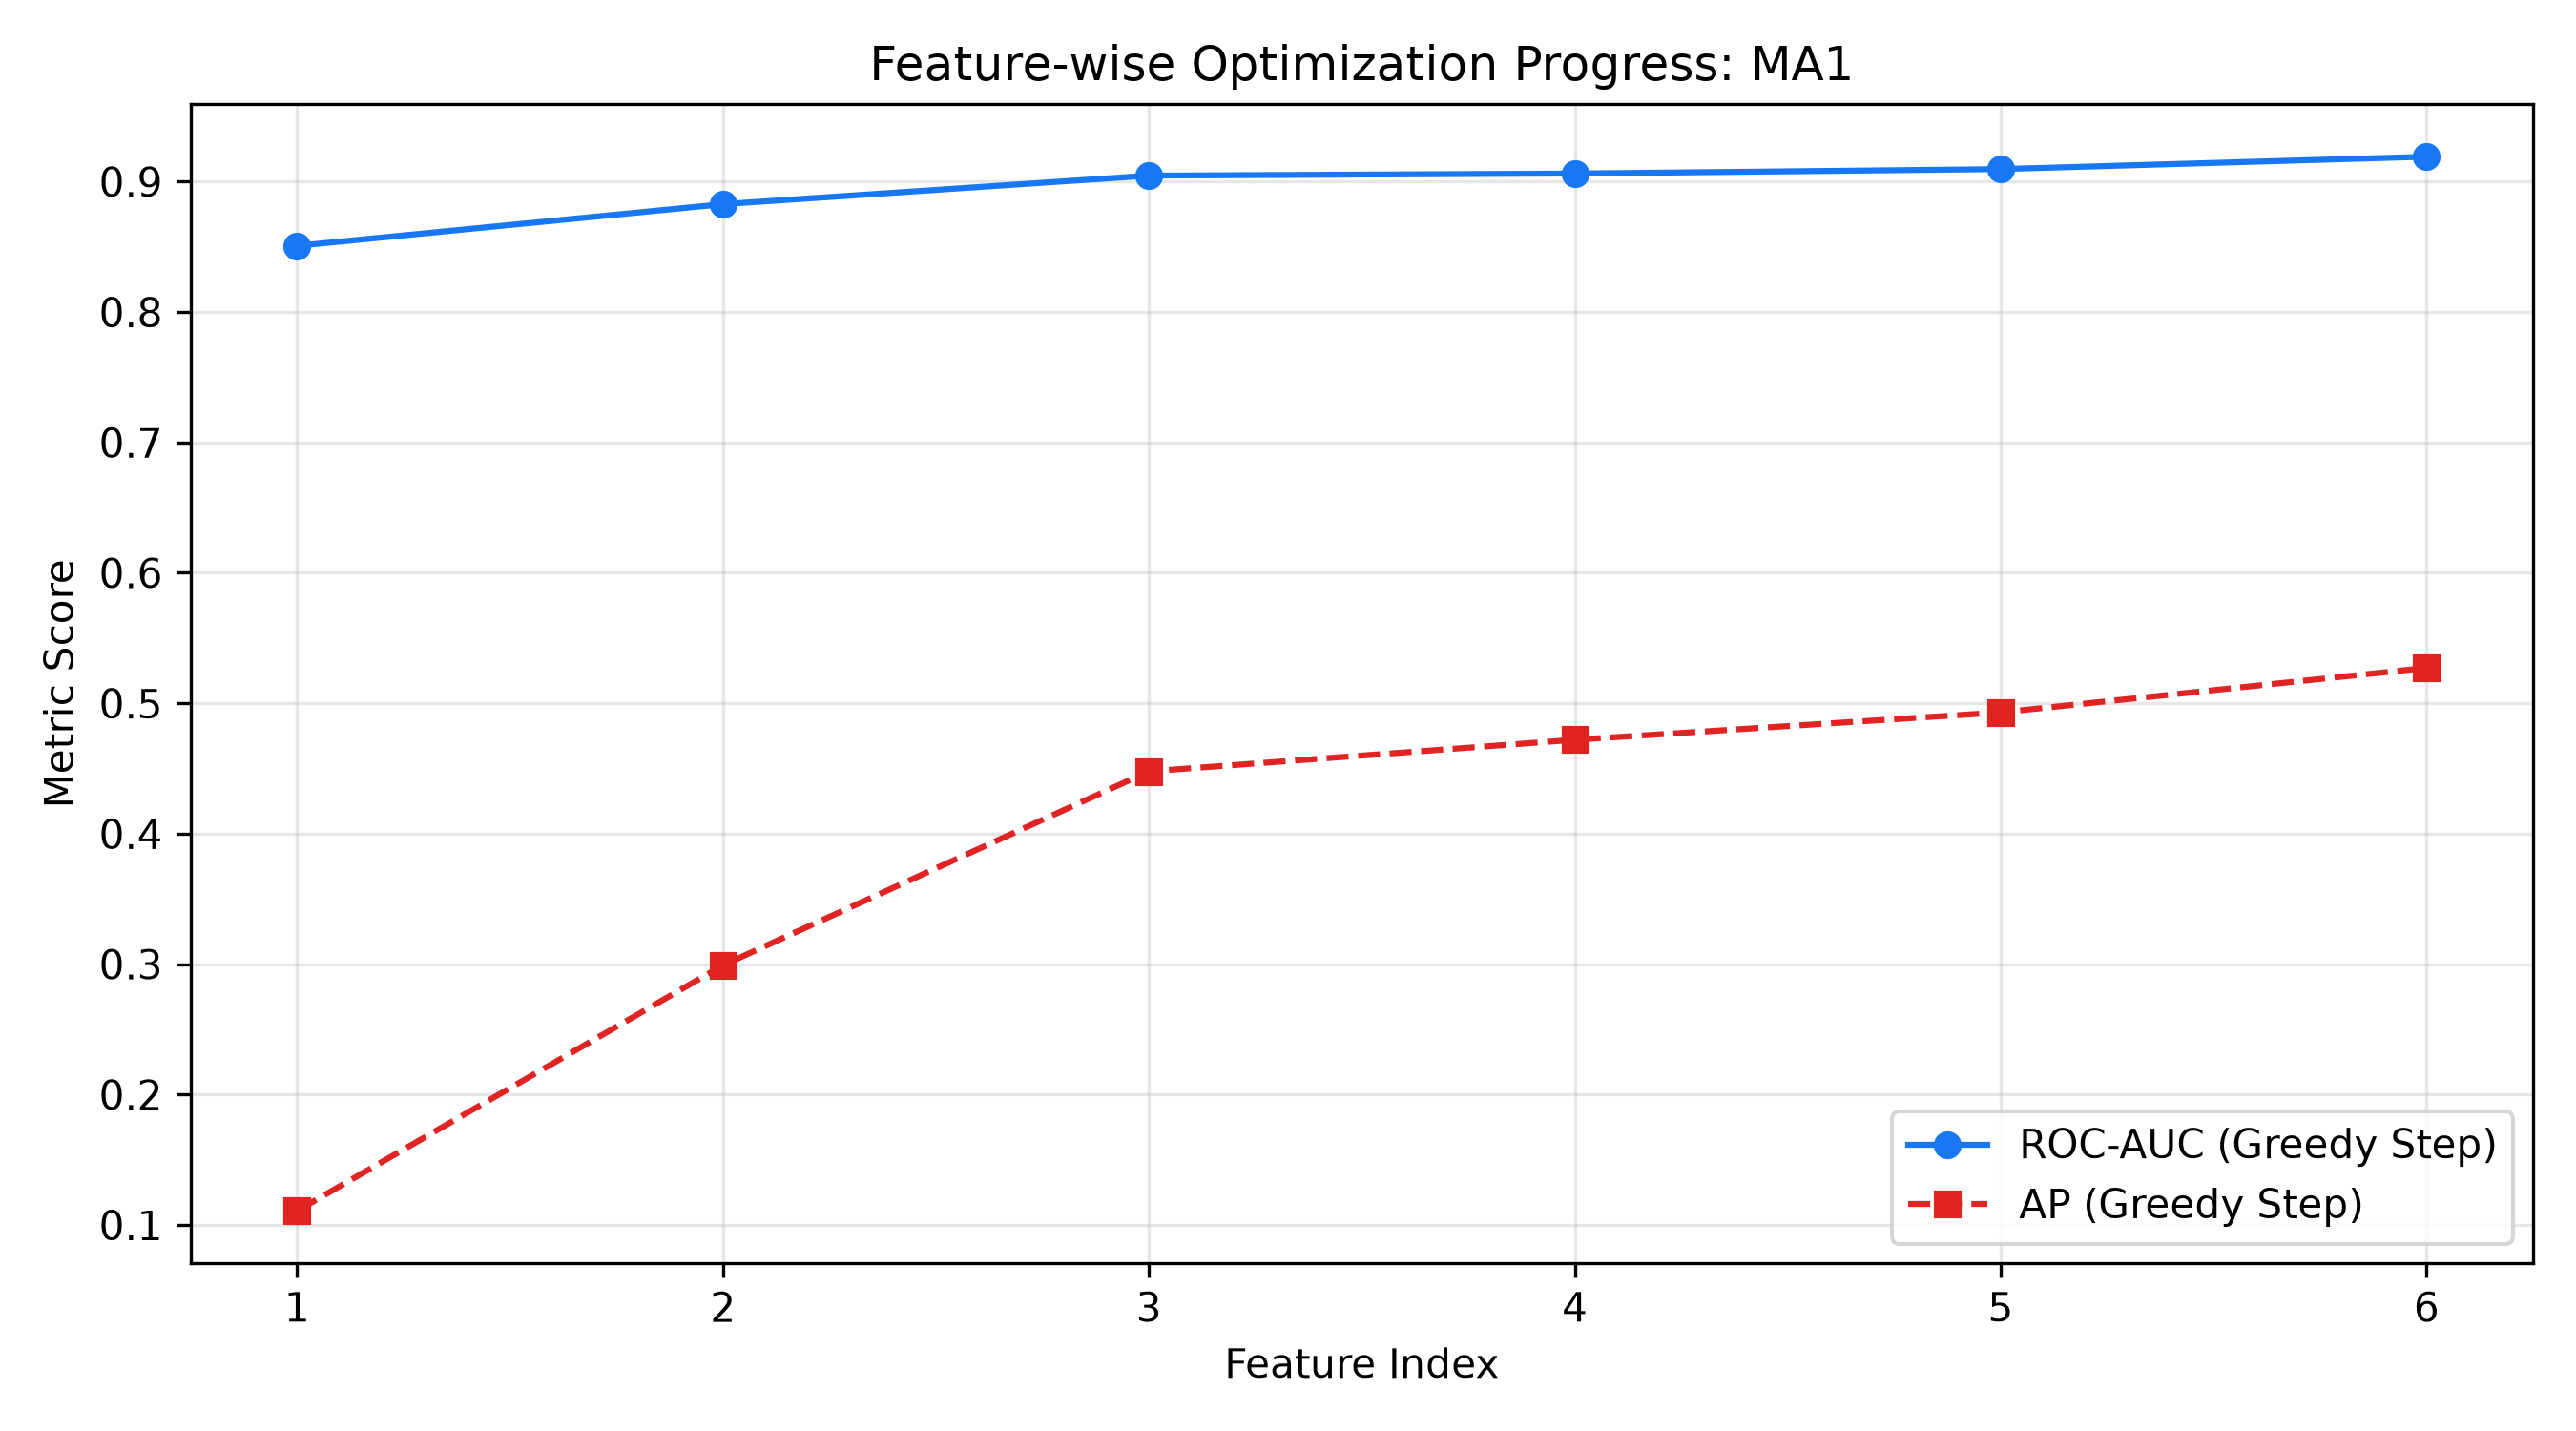 Feature-wise Optimization Progress: MA1
Metric Score
0.9
0.8
0.7
0.6
0.5
0.4
0.3
0.2
0.1
ROC-AUC (Greedy Step)
AP (Greedy Step)
1 2 3 4 5 6
Feature Index